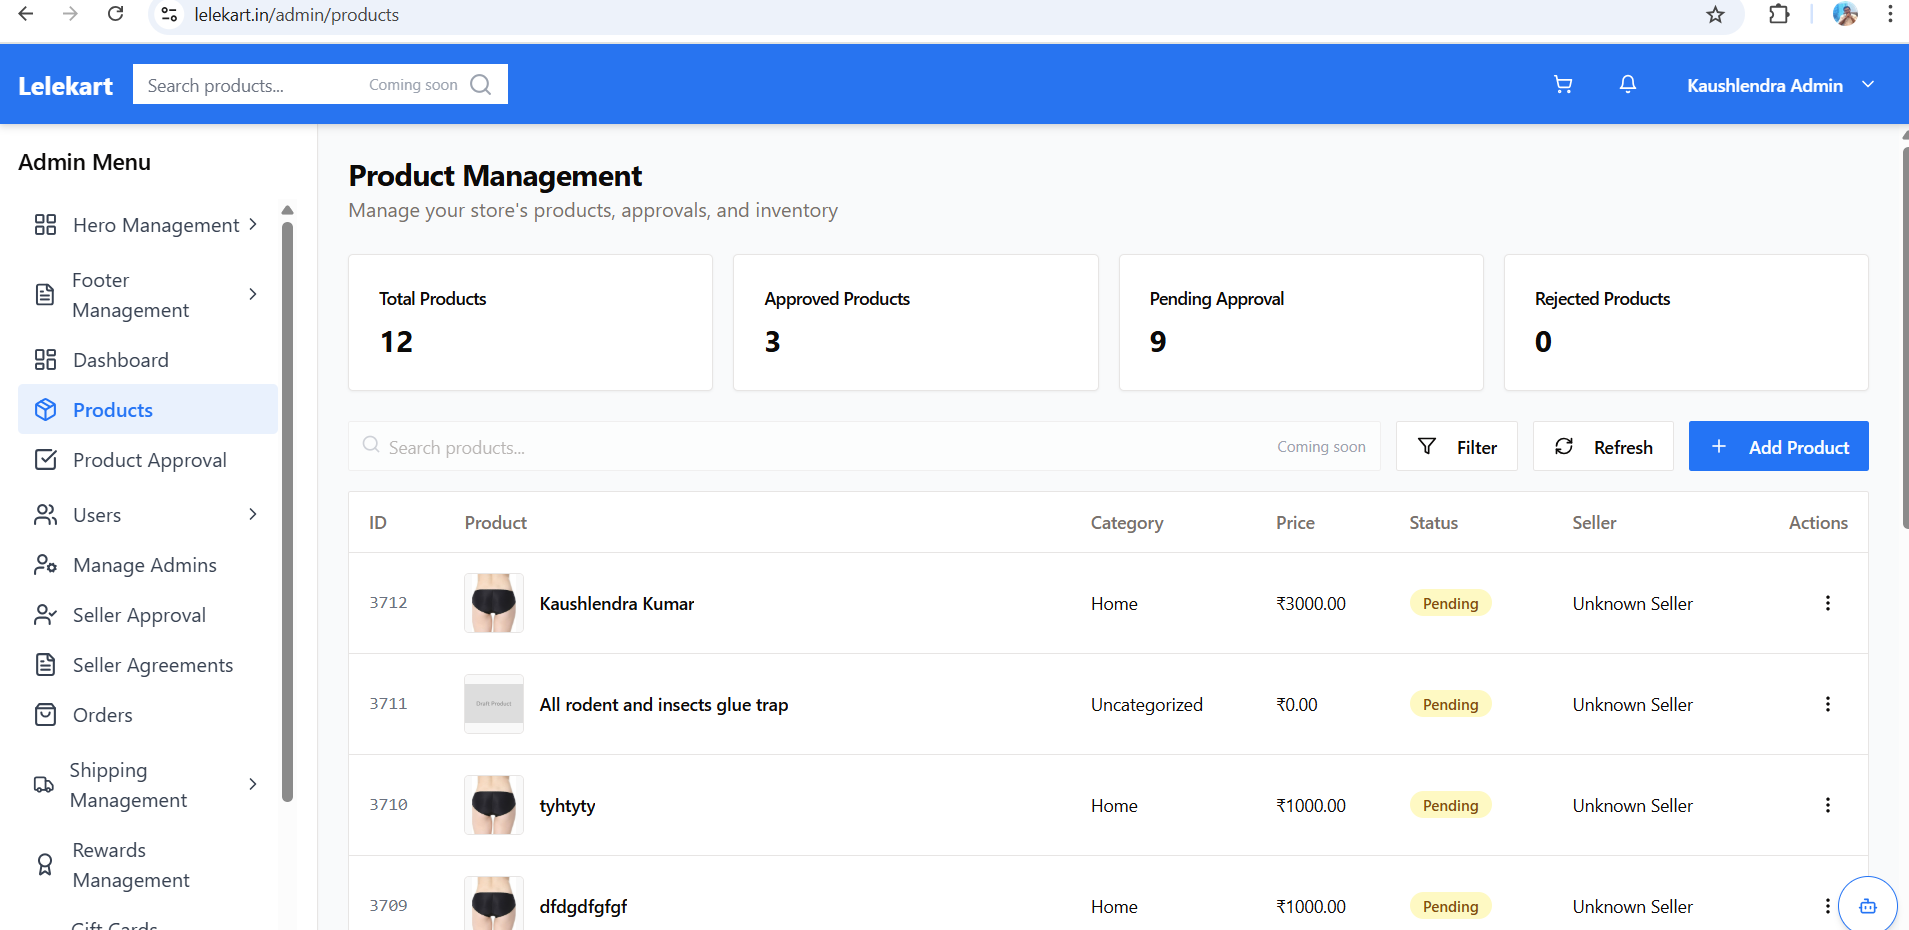 lelekart.in/admin/products
Lelekart
Search products...
Coming soon
Kaushlendra Admin
Admin Menu
Hero Management
Footer
Management
Dashboard
Products
Product Approval
Users
Manage Admins
Seller Approval
Seller Agreements
Orders
Shipping
Management
Rewards
Management
Gift Cards
Product Management
Manage your store's products, approvals, and inventory
Total Products
12
Approved Products
3
Pending Approval
9
Rejected Products
0
Search products...
Coming soon
Filter
Refresh
Add Product
ID Product Category Price Status Seller Actions
3712 Kaushlendra Kumar Home ₹3000.00 Pending Unknown Seller
3711 Draft Product All rodent and insects glue trap Uncategorized ₹0.00 Pending Unknown Seller
3710 tyhtyty Home ₹1000.00 Pending Unknown Seller
3709 dfdgdfgfgf Home ₹1000.00 Pending Unknown Seller